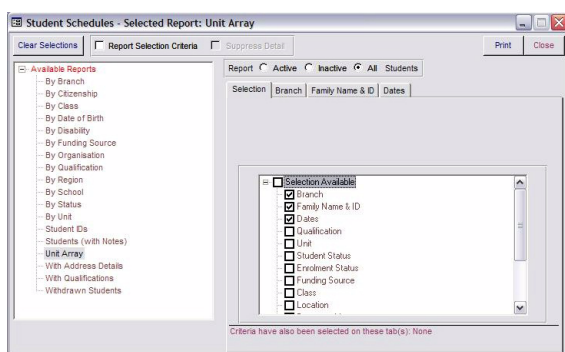 Student Schedules - Selected Report: Unit Array
Clear Selections
Report Selection Criteria
Suppress Detail
Print
Close
Available Reports
By Branch
By Citizenship
By Class
By Date of Birth
By Disability
By Funding Source
By Organisation
By Qualification
By Region
By School
By Status
By Unit
Student IDs
Students (with Notes)
Unit Array
With Address Details
With Qualifications
Withdrawn Students
Report Active Inactive All Students
Selection Branch Family Name & ID Dates
Selection Available
Branch
Family Name & ID
Dates
Qualification
Unit
Student Status
Enrolment Status
Funding Source
Class
Location
Criteria have also been selected on these tab(s): None